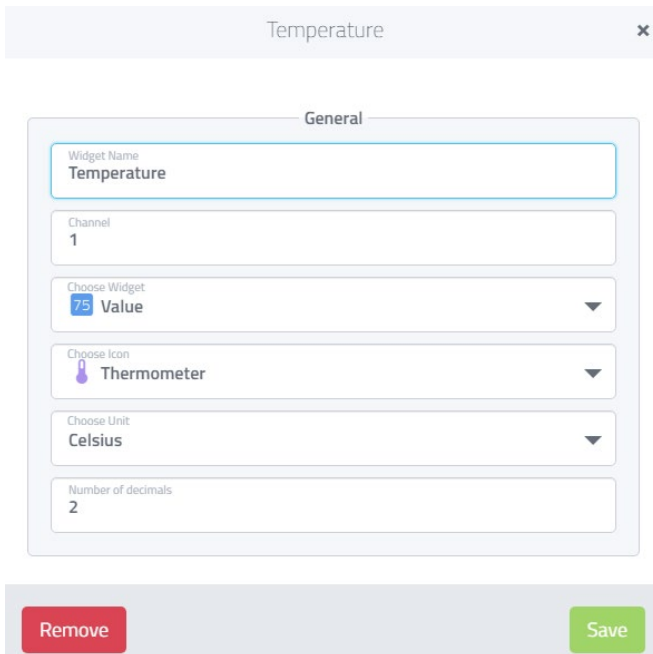 Temperature
×
General
Widget Name
Temperature
Channel
1
Choose Widget
75 Value
Choose Icon
Thermometer
Choose Unit
Celsius
Number of decimals
2
Remove
Save